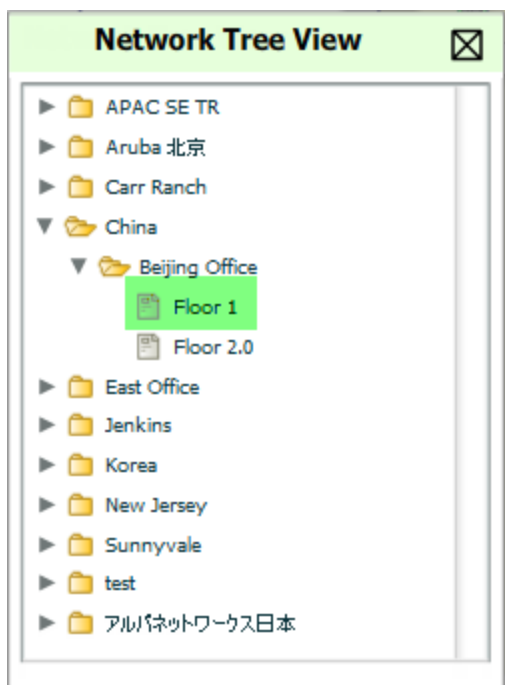 Network Tree View
APAC SE TR
Aruba 北京
Carr Ranch
China
Beijing Office
Floor 1
Floor 2.0
East Office
Jenkins
Korea
New Jersey
Sunnyvale
test
アルバネットワークス日本